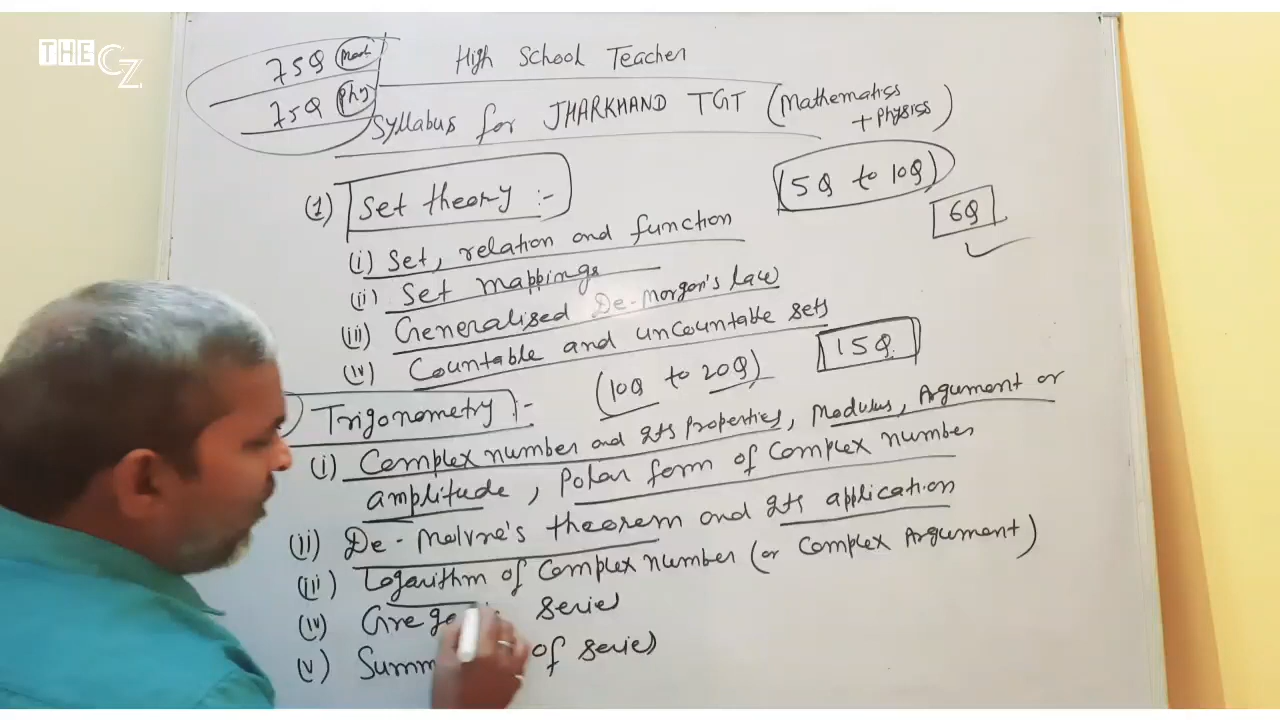 THE CZ
75Q Math
75Q Phy
High School Teacher
Syllabus for JHARKHAND TGT (Mathematics + Physics)
(5Q to 10Q)
6Q
(1) Set theory :-
(i) Set, relation and function
(ii) Set mappings
(iii) Generalised De-Morgan's law
(iv) Countable and uncountable sets
15Q
Trigonometry :- (10Q to 20Q)
(i) Complex number and its properties, Modulus, Argument or
amplitude, Polar form of Complex number
(ii) De-Moivre's theorem and its application
(iii) Logarithm of Complex number (or Complex Argument)
(iv) Grego series
(v) Summ of series